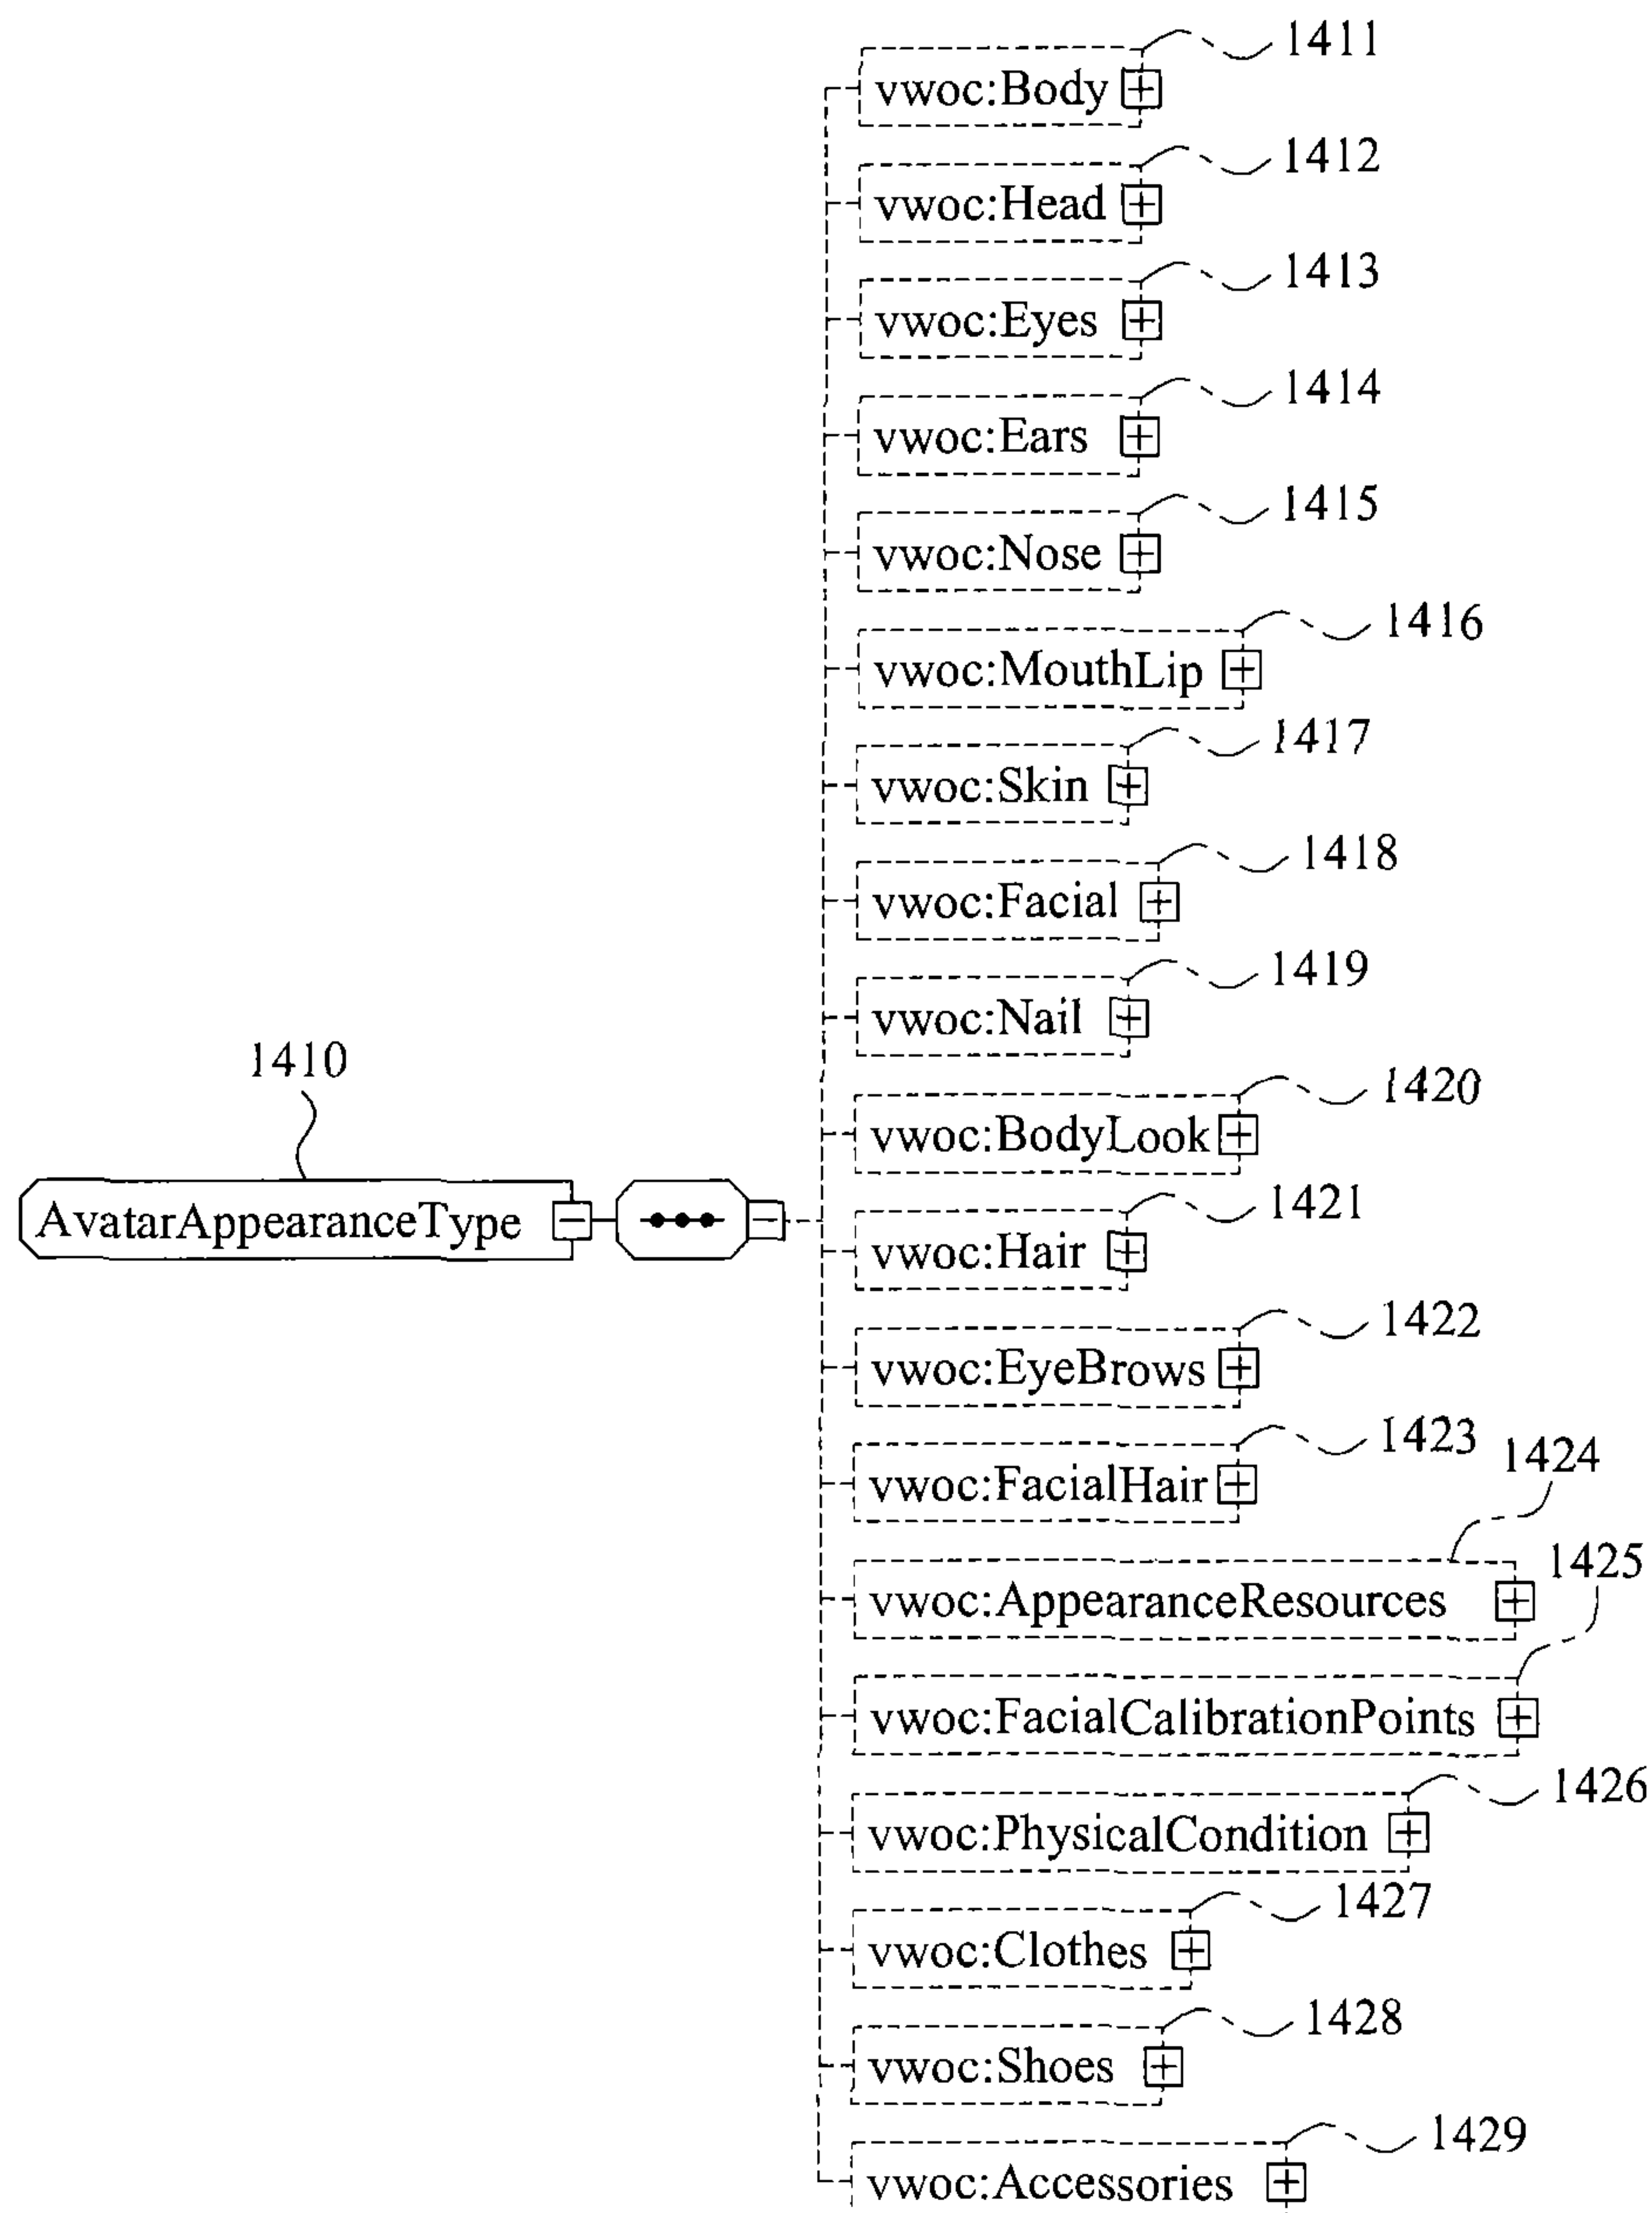 1411
vwoc:Body
1412
vwoc:Head
1413
vwoc:Eyes
1414
vwoc:Ears
1415
vwoc:Nose
1416
vwoc:MouthLip
1417
vwoc:Skin
1418
vwoc:Facial
1419
vwoc:Nail
1410
AvatarAppearanceType
1420
vwoc:BodyLook
1421
vwoc:Hair
1422
vwoc:EyeBrows
1423
vwoc:FacialHair
1424
vwoc:AppearanceResources
1425
vwoc:FacialCalibrationPoints
1426
vwoc:PhysicalCondition
1427
vwoc:Clothes
1428
vwoc:Shoes
1429
vwoc:Accessories